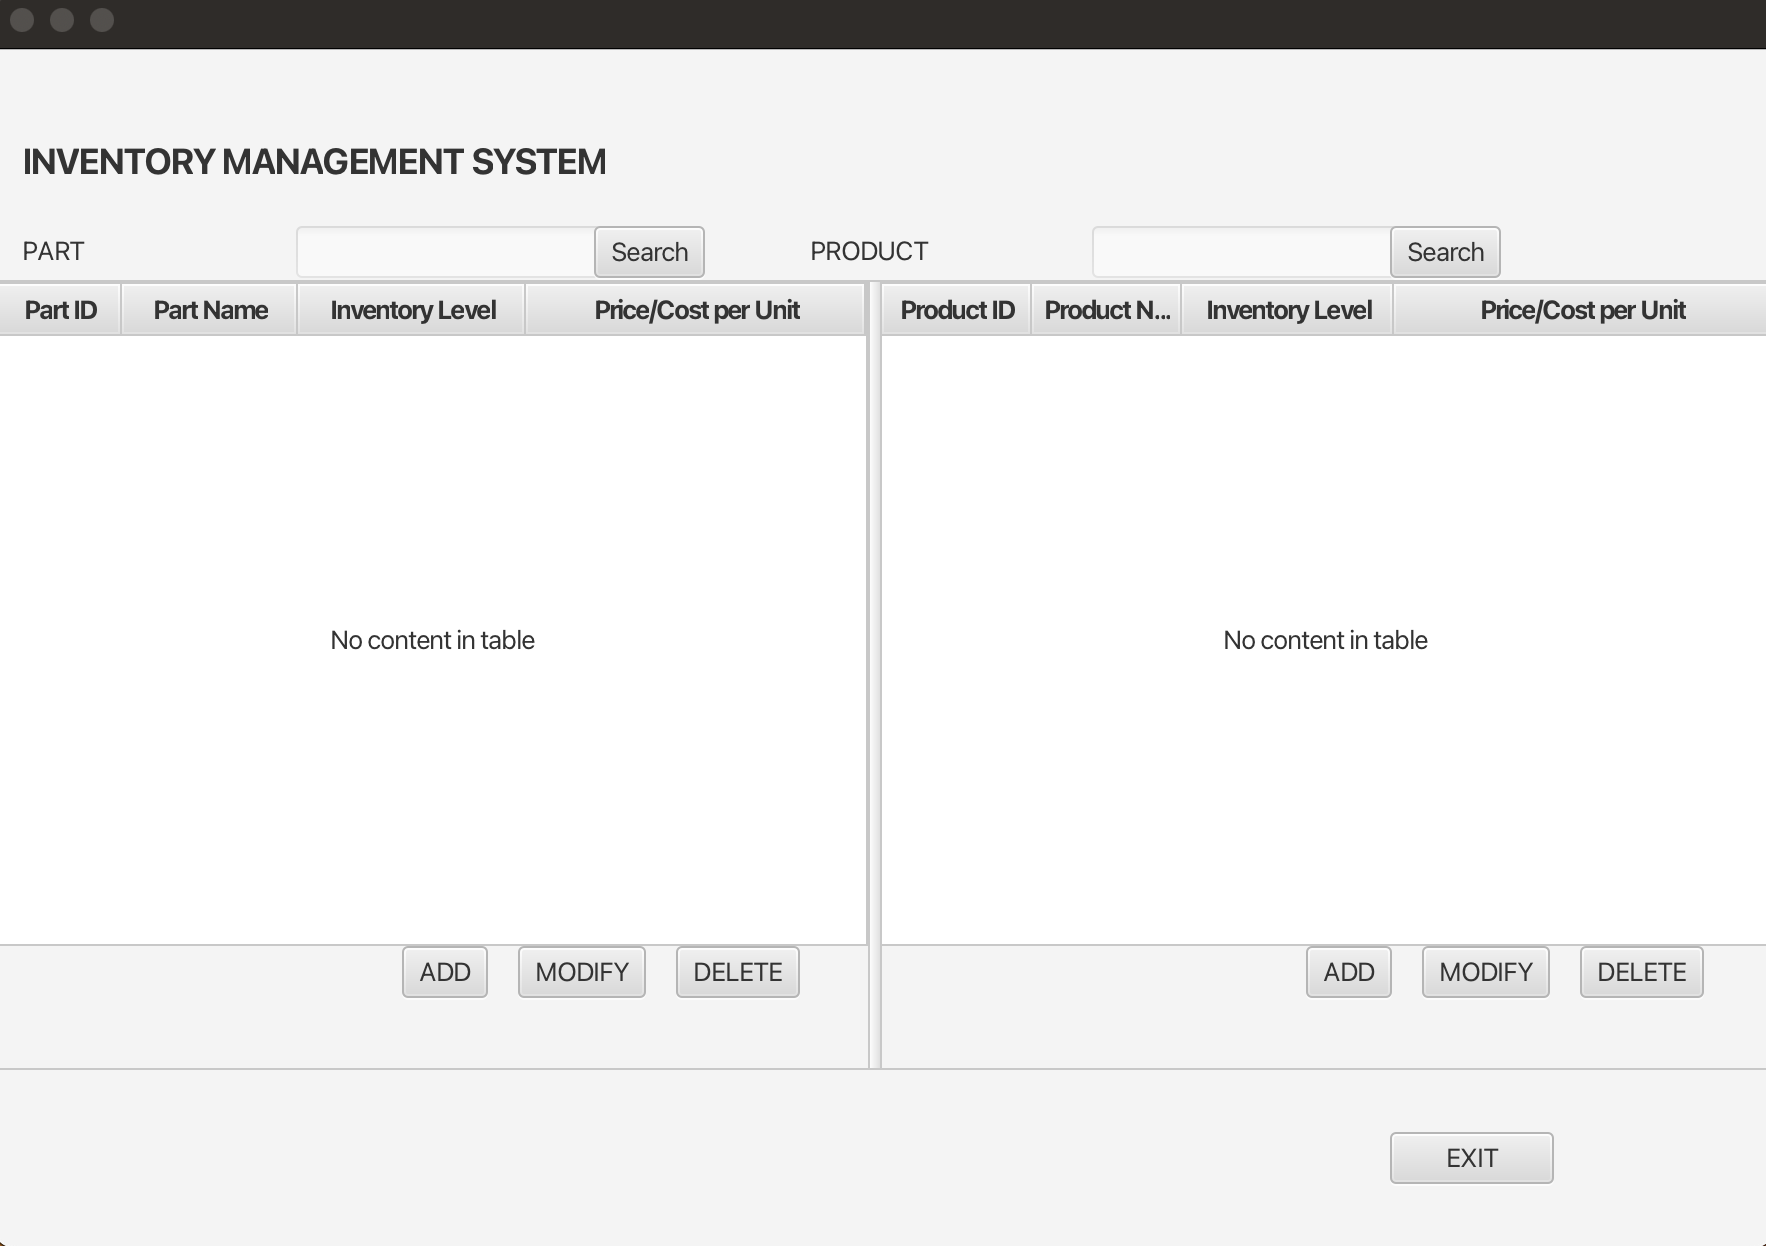 INVENTORY MANAGEMENT SYSTEM
PART Search PRODUCT Search
Part ID Part Name Inventory Level Price/Cost per Unit Product ID Product N... Inventory Level Price/Cost per Unit
No content in table No content in table
ADD MODIFY DELETE ADD MODIFY DELETE
EXIT